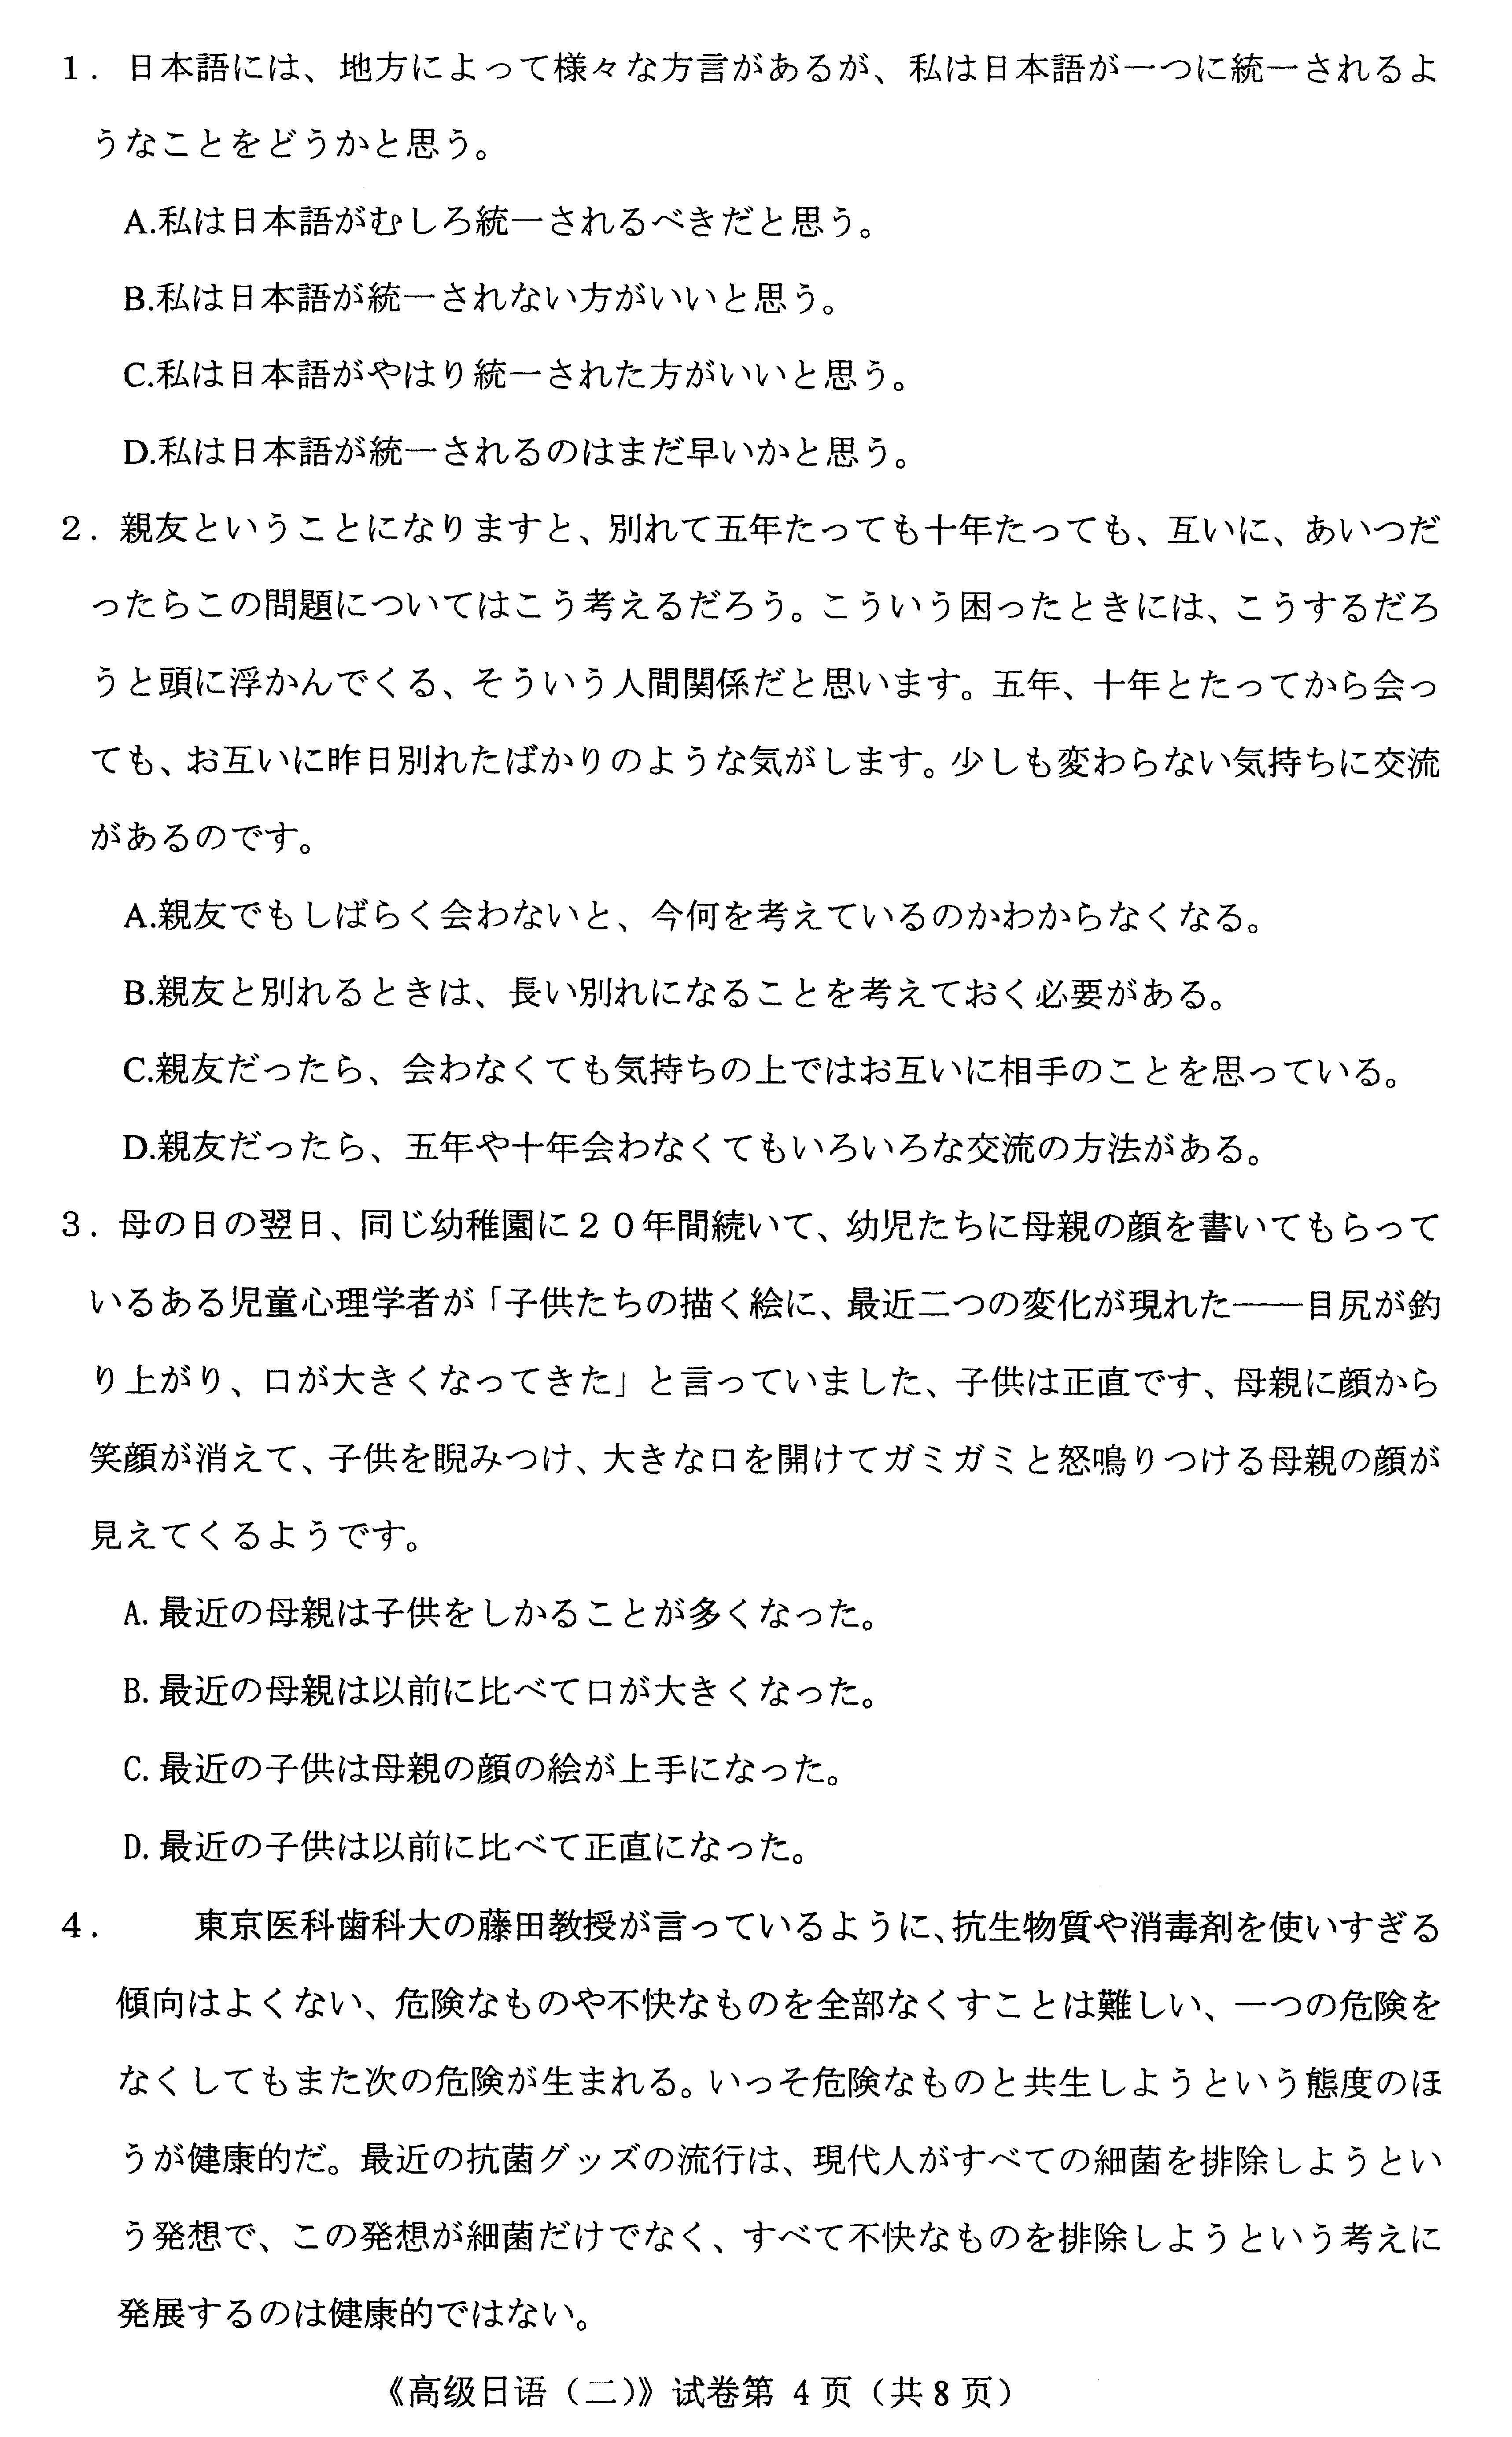 1． 日本語には、地方によって様々な方言があるが、私は日本語が一つに統一されるよ
うなことをどうかと思う。
A.私は日本語がむしろ統一されるべきだと思う。
B.私は日本語が統一されない方がいいと思う。
C.私は日本語がやはり統一された方がいいと思う。
D.私は日本語が統一されるのはまだ早いかと思う。
2．親友ということになりますと、別れて五年たっても十年たっても、互いに、あいつだ
ったらこの問題についてはこう考えるだろう。こういう困ったときには、こうするだろ
うと頭に浮かんでくる、そういう人間関係だと思います。五年、十年とたってから会っ
ても、お互いに昨日別れたばかりのような気がします。少しも変わらない気持ちに交流
があるのです。
A.親友でもしばらく会わないと、今何を考えているのかわからなくなる。
B.親友と別れるときは、長い別れになることを考えておく必要がある。
C.親友だったら、会わなくても気持ちの上ではお互いに相手のことを思っている。
D.親友だったら、五年や十年会わなくてもいろいろな交流の方法がある。
3．母の日の翌日、同じ幼稚園に２０年間続いて、幼児たちに母親の顔を書いてもらって
いるある児童心理学者が「子供たちの描く絵に、最近二つの変化が現れた——目尻が釣
り上がり、口が大きくなってきた」と言っていました、子供は正直です、母親に顔から
笑顔が消えて、子供を睨みつけ、大きな口を開けてガミガミと怒鳴りつける母親の顔が
見えてくるようです。
A. 最近の母親は子供をしかることが多くなった。
B. 最近の母親は以前に比べて口が大きくなった。
C. 最近の子供は母親の顔の絵が上手になった。
D. 最近の子供は以前に比べて正直になった。
4． 東京医科歯科大の藤田教授が言っているように、抗生物質や消毒剤を使いすぎる
傾向はよくない、危険なものや不快なものを全部なくすことは難しい、一つの危険を
なくしてもまた次の危険が生まれる。いっそ危険なものと共生しようという態度のほ
うが健康的だ。最近の抗菌グッズの流行は、現代人がすべての細菌を排除しようとい
う発想で、この発想が細菌だけでなく、すべて不快なものを排除しようという考えに
発展するのは健康的ではない。
《高级日语（二）》试卷第 4 页（共 8 页）